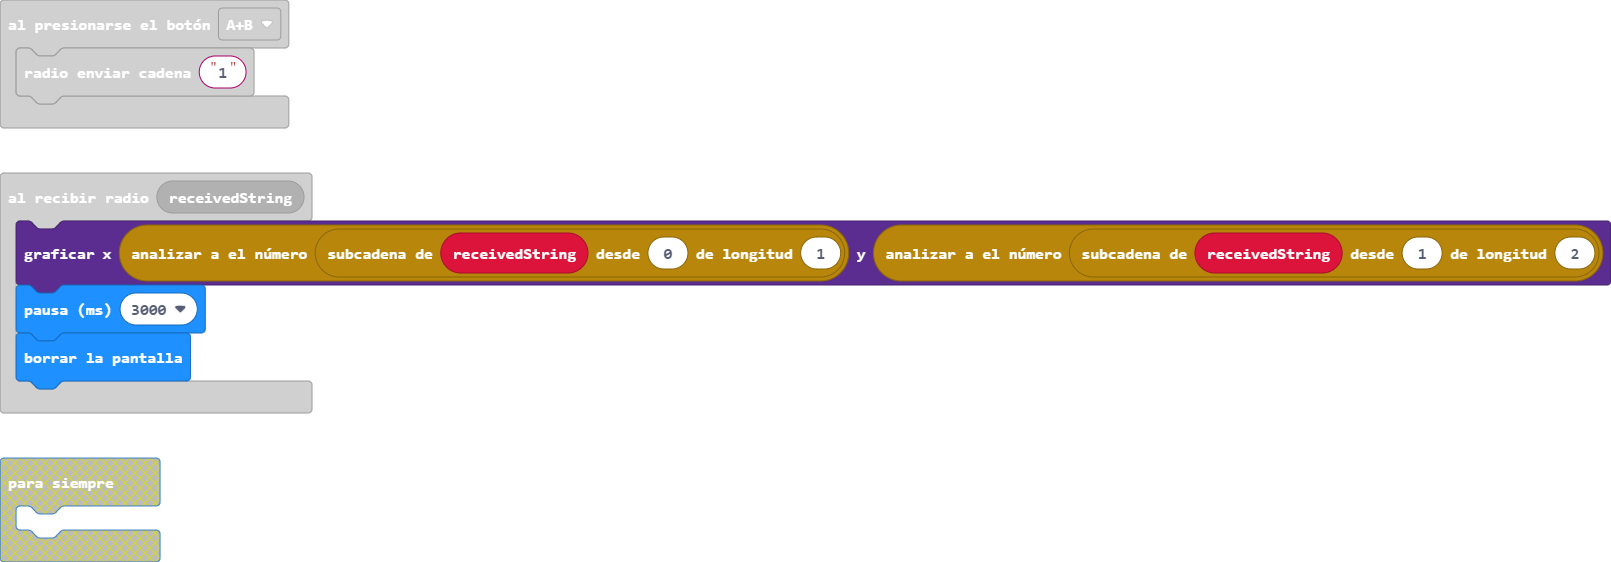 al presionarse el botón A+B
radio enviar cadena "1"
al recibir radio receivedString
graficar x analizar a el número subcadena de receivedString desde 0 de longitud 1 y analizar a el número subcadena de receivedString desde 1 de longitud 2
pausa (ms) 3000
borrar la pantalla
para siempre